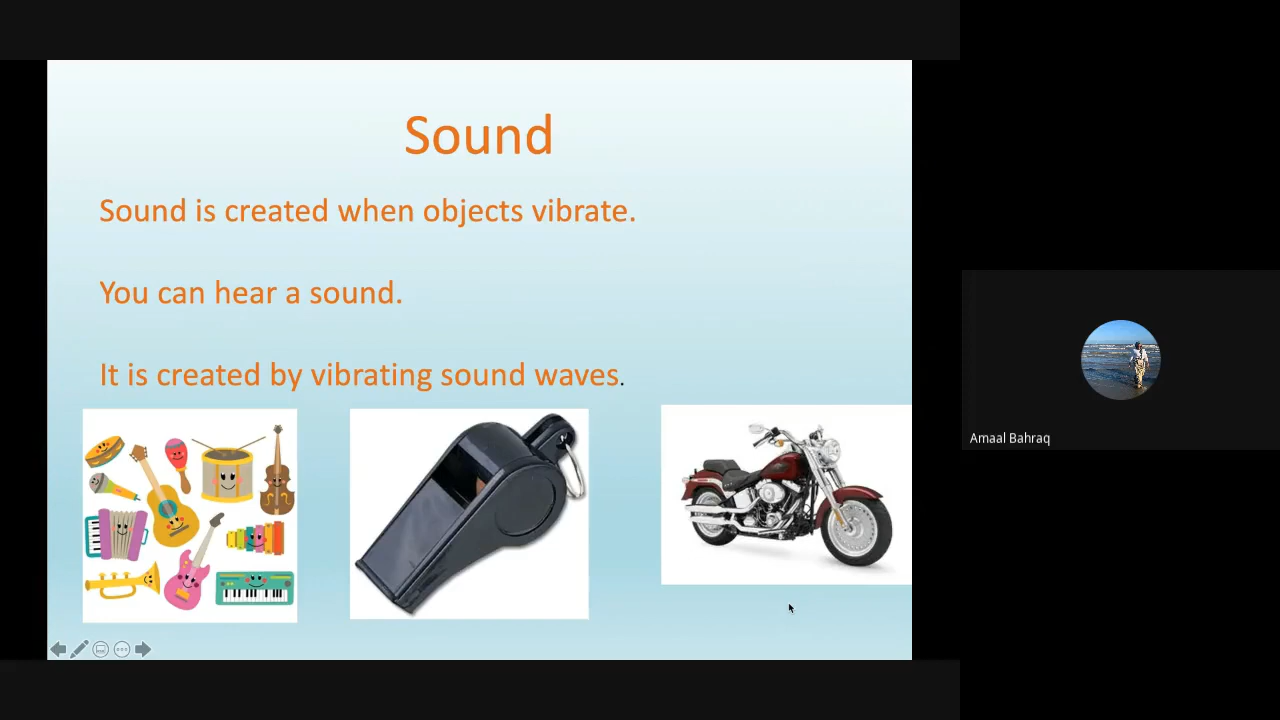 Sound
Sound is created when objects vibrate.
You can hear a sound.
It is created by vibrating sound waves.
Amaal Bahraq